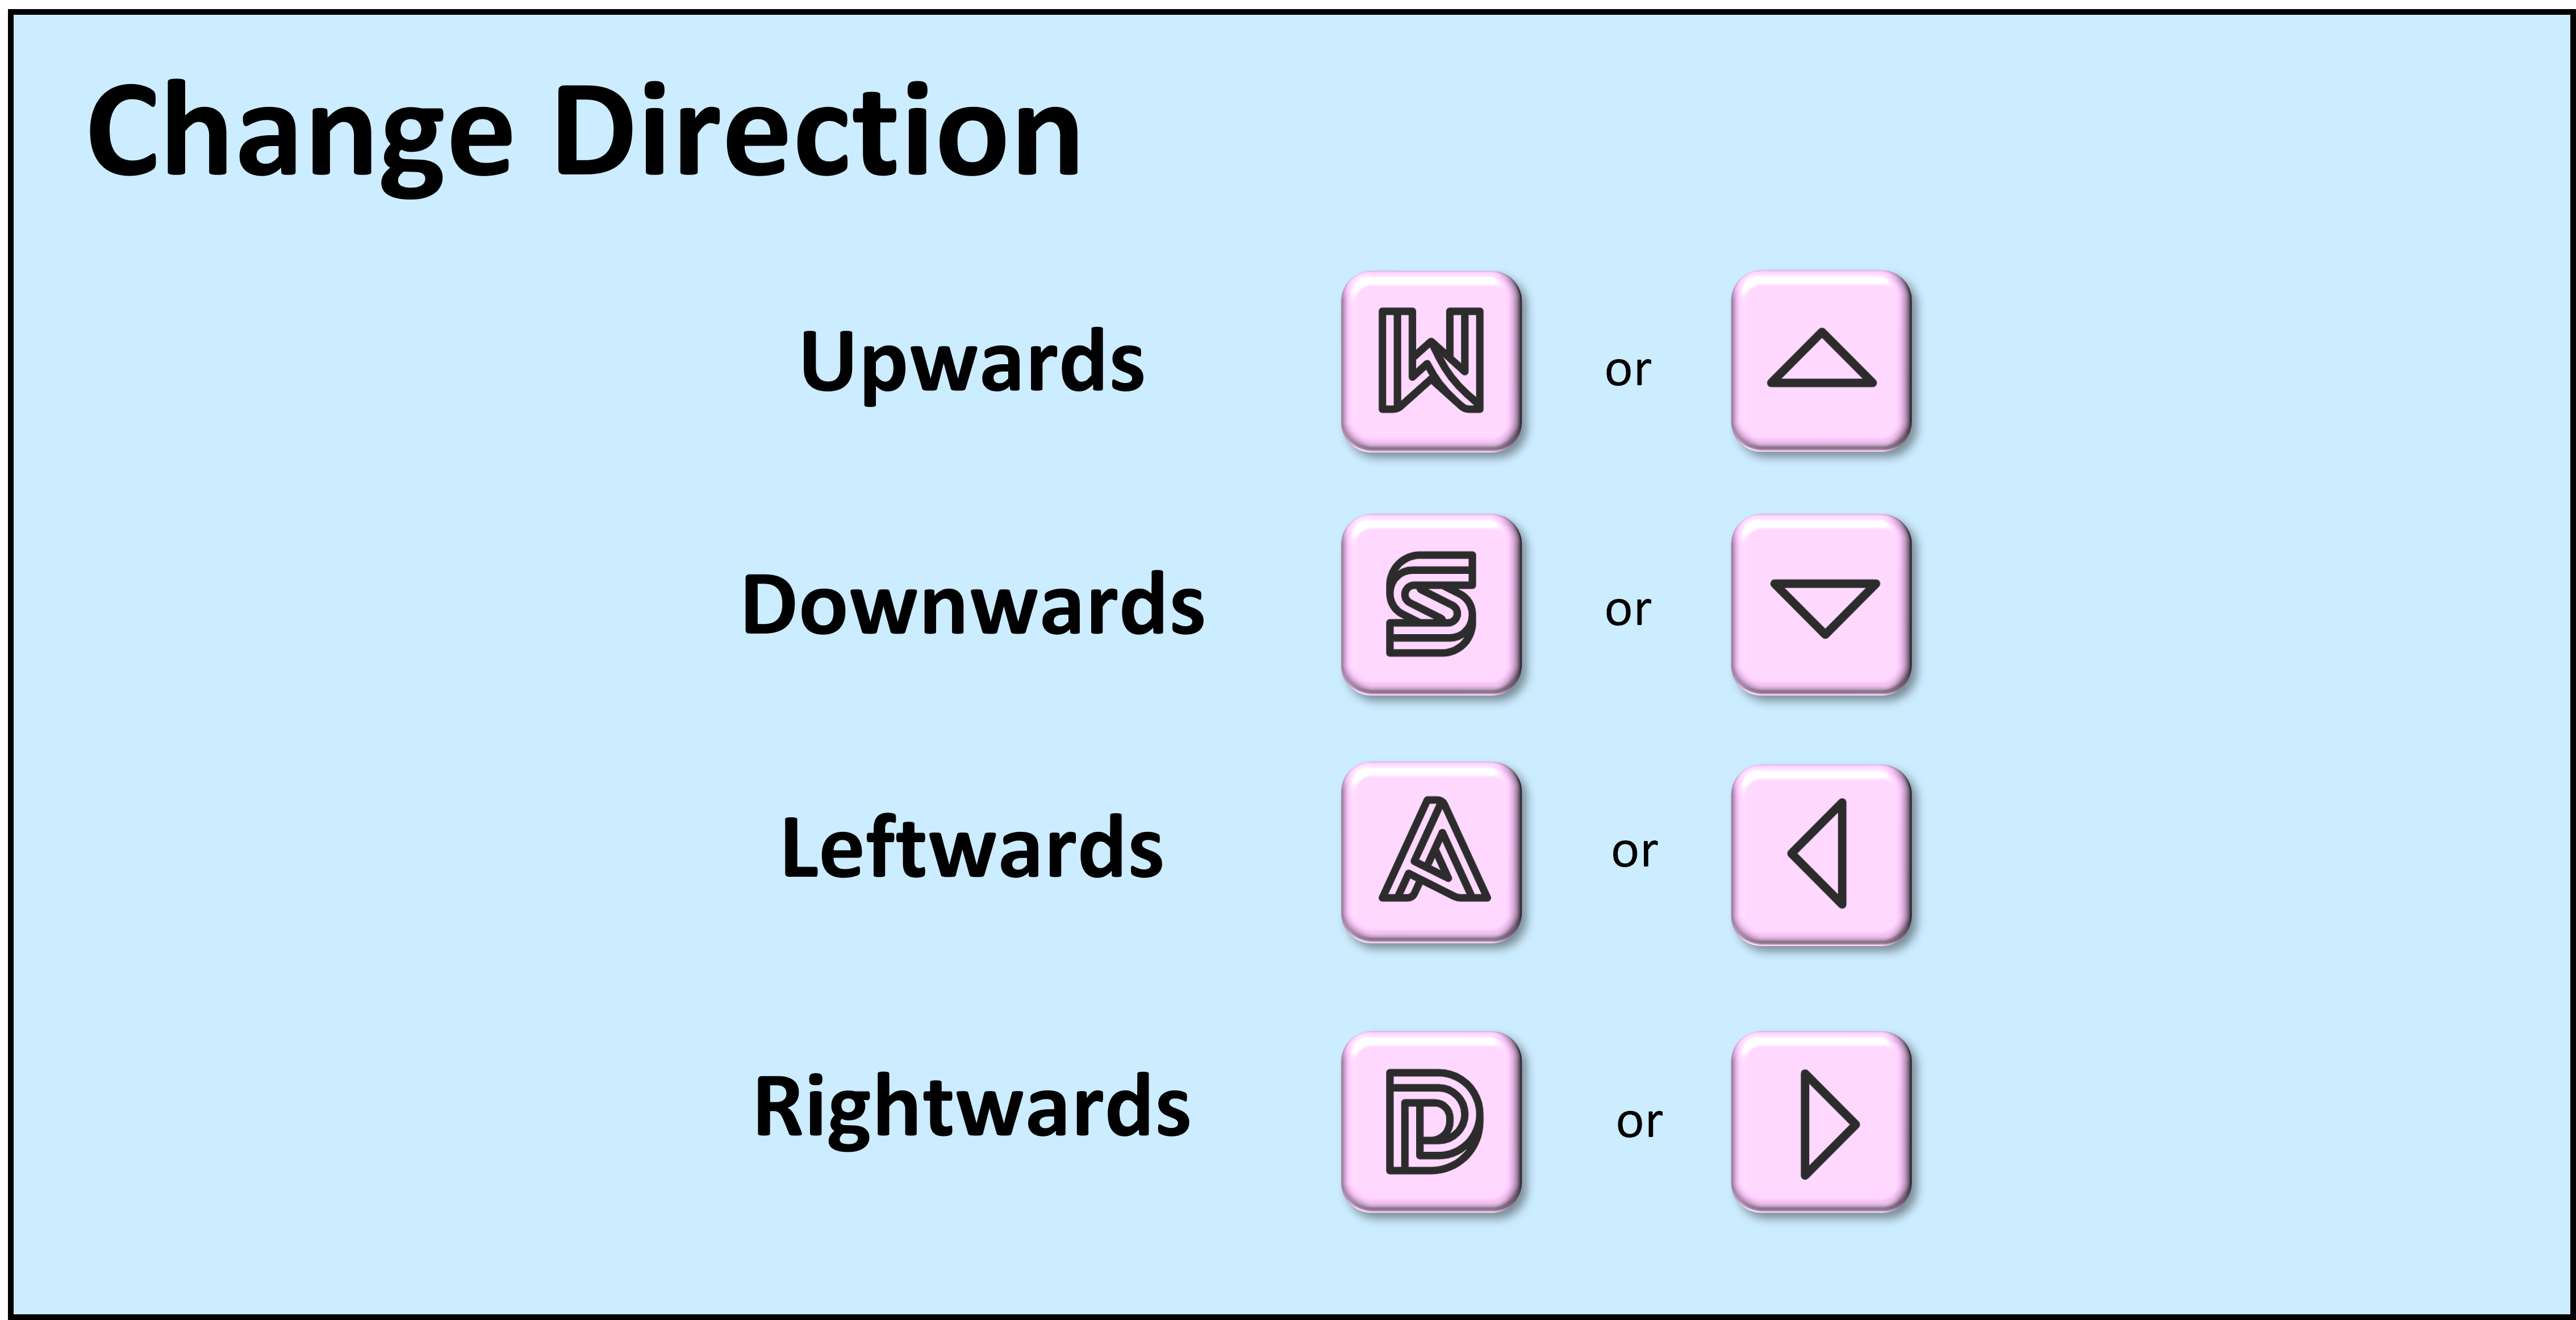 Change Direction
Upwards W or △
Downwards S or ▽
Leftwards A or ◁
Rightwards D or ▷